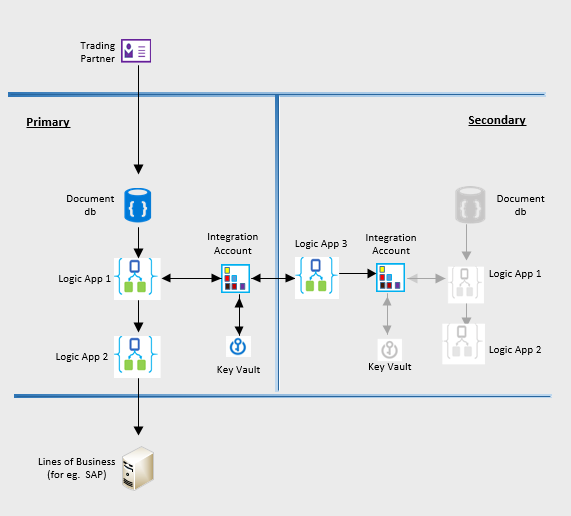 Trading
Partner
Primary
Secondary
Document
db
Document
db
Integration
Account
Logic App 3
Integration
Account
Logic App 1
Logic App 1
Logic App 2
Logic App 2
Key Vault
Key Vault
Lines of Business
(for eg.  SAP)